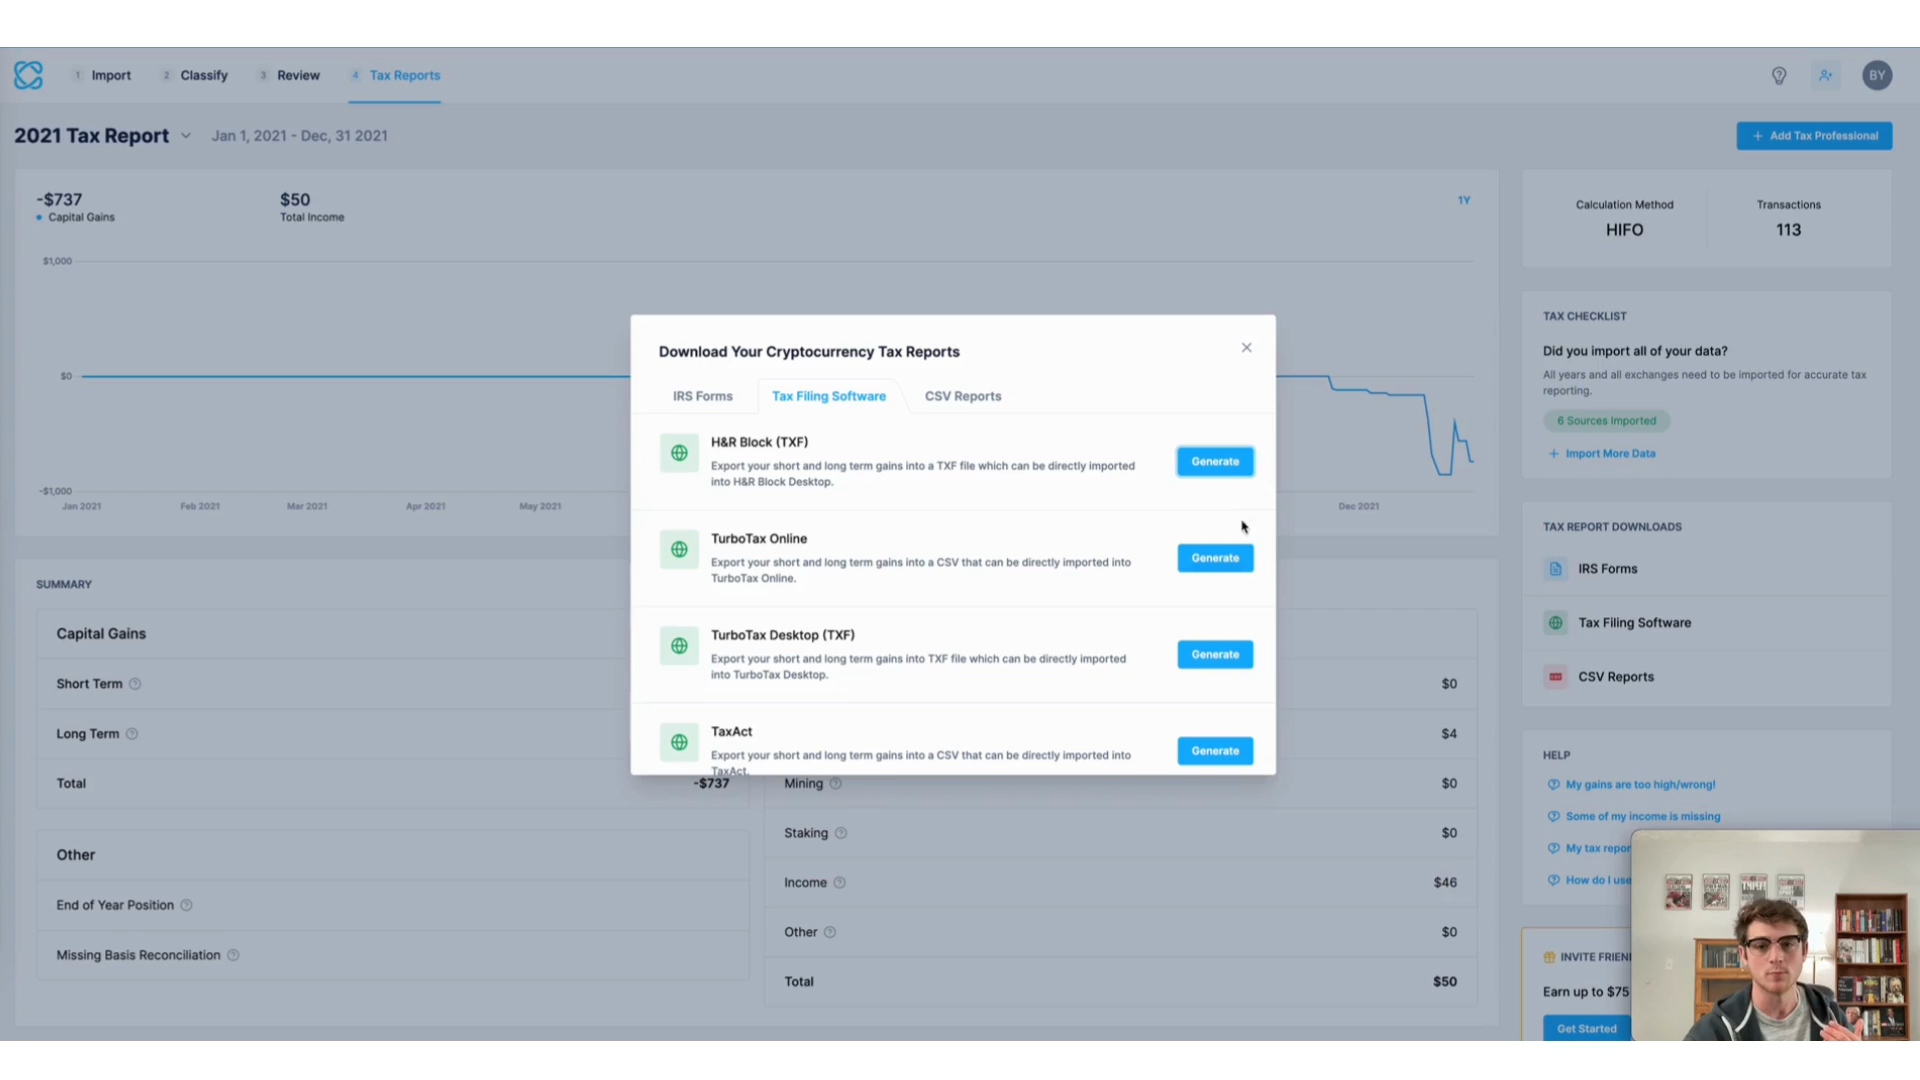 1 Import
2 Classify
3 Review
4 Tax Reports
BY
2021 Tax Report
Jan 1, 2021 - Dec, 31 2021
+ Add Tax Professional
-$737
Capital Gains
$50
Total Income
1Y
$1,000
$0
-$1,000
Jan 2021
Feb 2021
Mar 2021
Apr 2021
May 2021
Dec 2021
Calculation Method
HIFO
Transactions
113
TAX CHECKLIST
Did you import all of your data?
All years and all exchanges need to be imported for accurate tax
reporting.
6 Sources Imported
+ Import More Data
Download Your Cryptocurrency Tax Reports
IRS Forms
Tax Filing Software
CSV Reports
H&R Block (TXF)
Export your short and long term gains into a TXF file which can be directly imported
into H&R Block Desktop.
Generate
TurboTax Online
Export your short and long term gains into a CSV that can be directly imported into
TurboTax Online.
Generate
TurboTax Desktop (TXF)
Export your short and long term gains into TXF file which can be directly imported
into TurboTax Desktop.
Generate
TaxAct
Export your short and long term gains into a CSV that can be directly imported into
TaxAct.
Generate
TAX REPORT DOWNLOADS
IRS Forms
Tax Filing Software
CSV Reports
SUMMARY
Capital Gains
Short Term
Long Term
Total
-$737
Other
End of Year Position
Missing Basis Reconciliation
$0
$4
Mining
$0
Staking
$0
Income
$46
Other
$0
Total
$50
HELP
My gains are too high/wrong!
Some of my income is missing
My tax repor
How do I use
INVITE FRIEN
Earn up to $75
Get Started